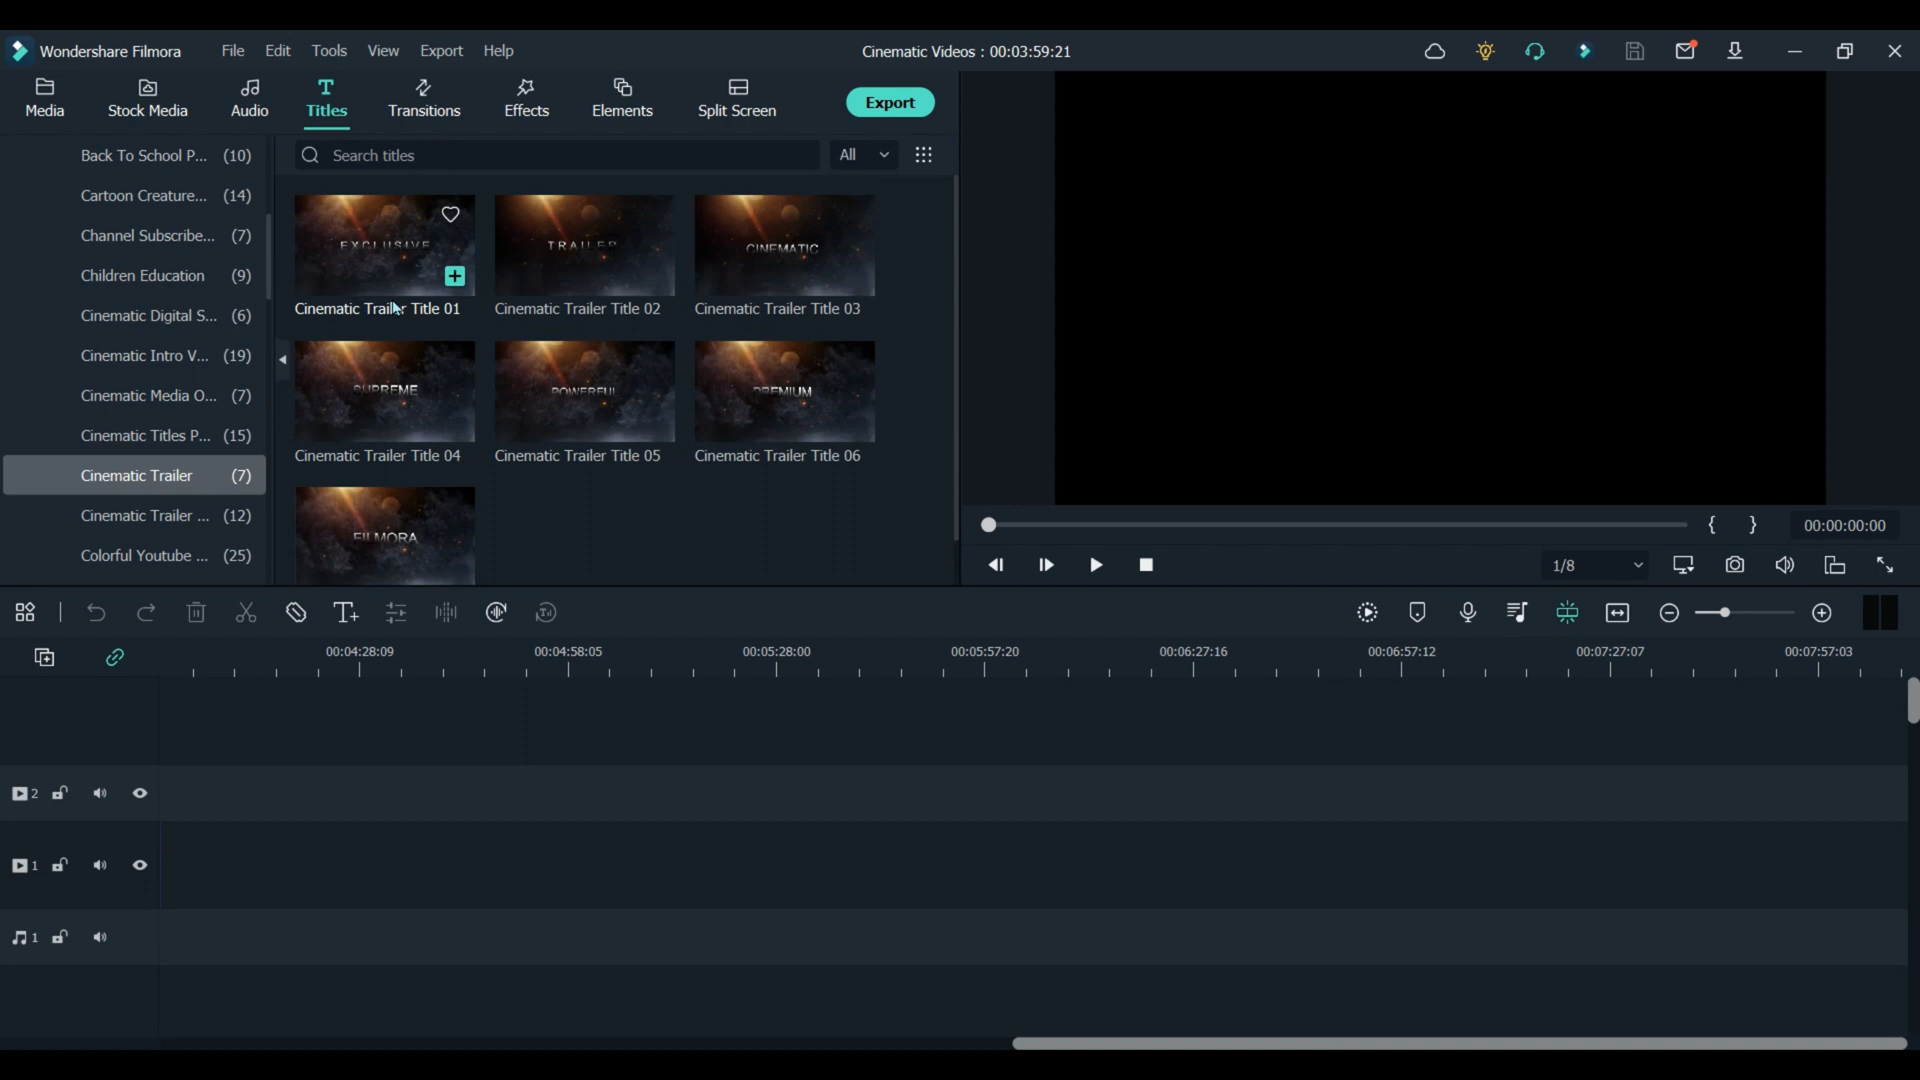 Wondershare Filmora File Edit Tools View Export Help Cinematic Videos : 00:03:59:21
Media Stock Media Audio Titles Transitions Effects Elements Split Screen Export
Back To School P... (10)
Cartoon Creature... (14)
Channel Subscribe... (7)
Children Education (9)
Cinematic Digital S... (6)
Cinematic Intro V... (19)
Cinematic Media O... (7)
Cinematic Titles P... (15)
Cinematic Trailer (7)
Cinematic Trailer ... (12)
Colorful Youtube ... (25)
Search titles All
EXCLUSIVE TRAILER CINEMATIC
Cinematic Trailer Title 01 Cinematic Trailer Title 02 Cinematic Trailer Title 03
SUPREME POWERFUL PREMIUM
Cinematic Trailer Title 04 Cinematic Trailer Title 05 Cinematic Trailer Title 06
FILMORA
{ } 00:00:00:00
1/8
00:04:28:09 00:04:58:05 00:05:28:00 00:05:57:20 00:06:27:16 00:06:57:12 00:07:27:07 00:07:57:03
2
1
1